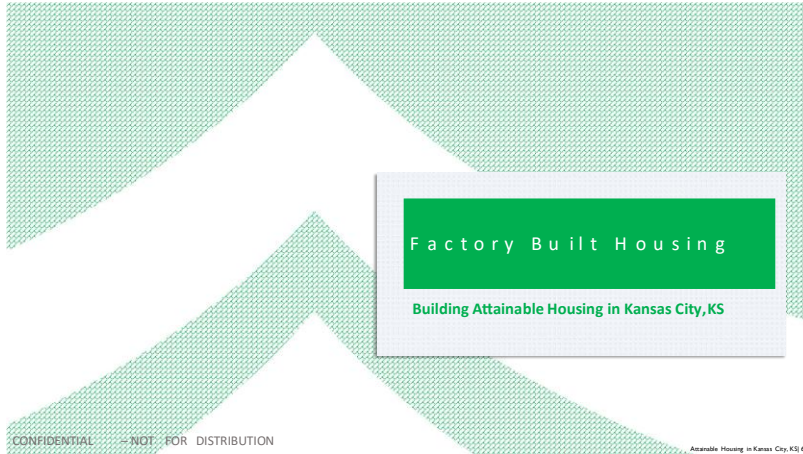 Factory Built Housing
Building Attainable Housing in Kansas City,KS
CONFIDENTIAL – NOT FOR DISTRIBUTION
Attainable Housing in Kansas City, KS| 6